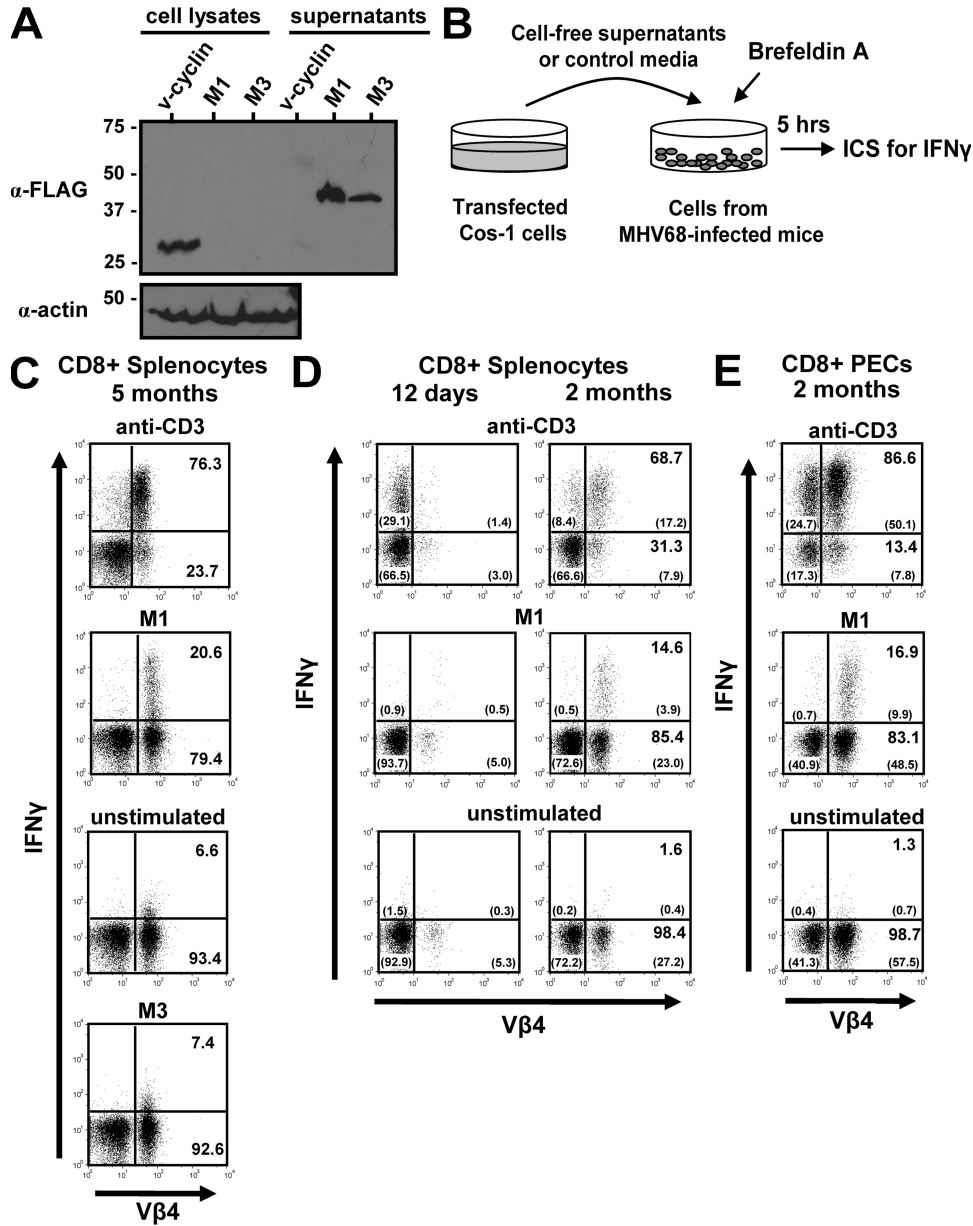 A
cell lysates supernatants
v-cyclin M1 M3 v-cyclin M1 M3
75 -
50 -
α-FLAG
37 -
25 -
50 -
α-actin
B
Cell-free supernatants
or control media
Brefeldin A
5 hrs
ICS for IFNγ
Transfected
Cos-1 cells
Cells from
MHV68-infected mice
C
CD8+ Splenocytes
5 months
anti-CD3
76.3
23.7
M1
20.6
79.4
unstimulated
6.6
93.4
M3
7.4
92.6
IFNγ
Vβ4
D
CD8+ Splenocytes
12 days 2 months
anti-CD3
68.7
(29.1) (1.4) (8.4) (17.2)
31.3
(66.5) (3.0) (66.6) (7.9)
M1
14.6
(0.9) (0.5) (0.5) (3.9)
85.4
(93.7) (5.0) (72.6) (23.0)
unstimulated
1.6
(1.5) (0.3) (0.2) (0.4)
98.4
(92.9) (5.3) (72.2) (27.2)
IFNγ
Vβ4
E
CD8+ PECs
2 months
anti-CD3
86.6
(24.7) (50.1)
13.4
(17.3) (7.8)
M1
16.9
(0.7) (9.9)
83.1
(40.9) (48.5)
unstimulated
1.3
(0.4) (0.7)
98.7
(41.3) (57.5)
IFNγ
Vβ4